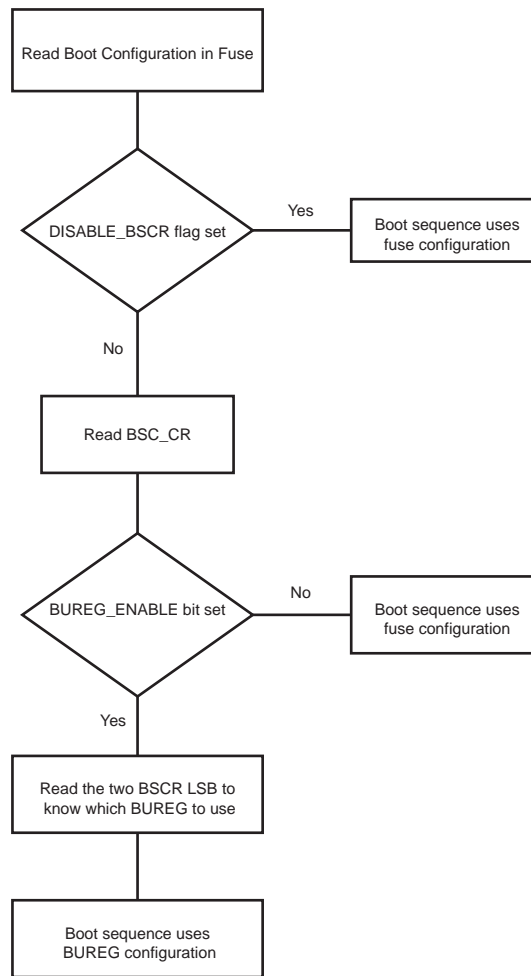 Read Boot Configuration in Fuse
DISABLE_BSCR flag set
Yes
Boot sequence uses
fuse configuration
No
Read BSC_CR
BUREG_ENABLE bit set
No
Boot sequence uses
fuse configuration
Yes
Read the two BSCR LSB to
know which BUREG to use
Boot sequence uses
BUREG configuration